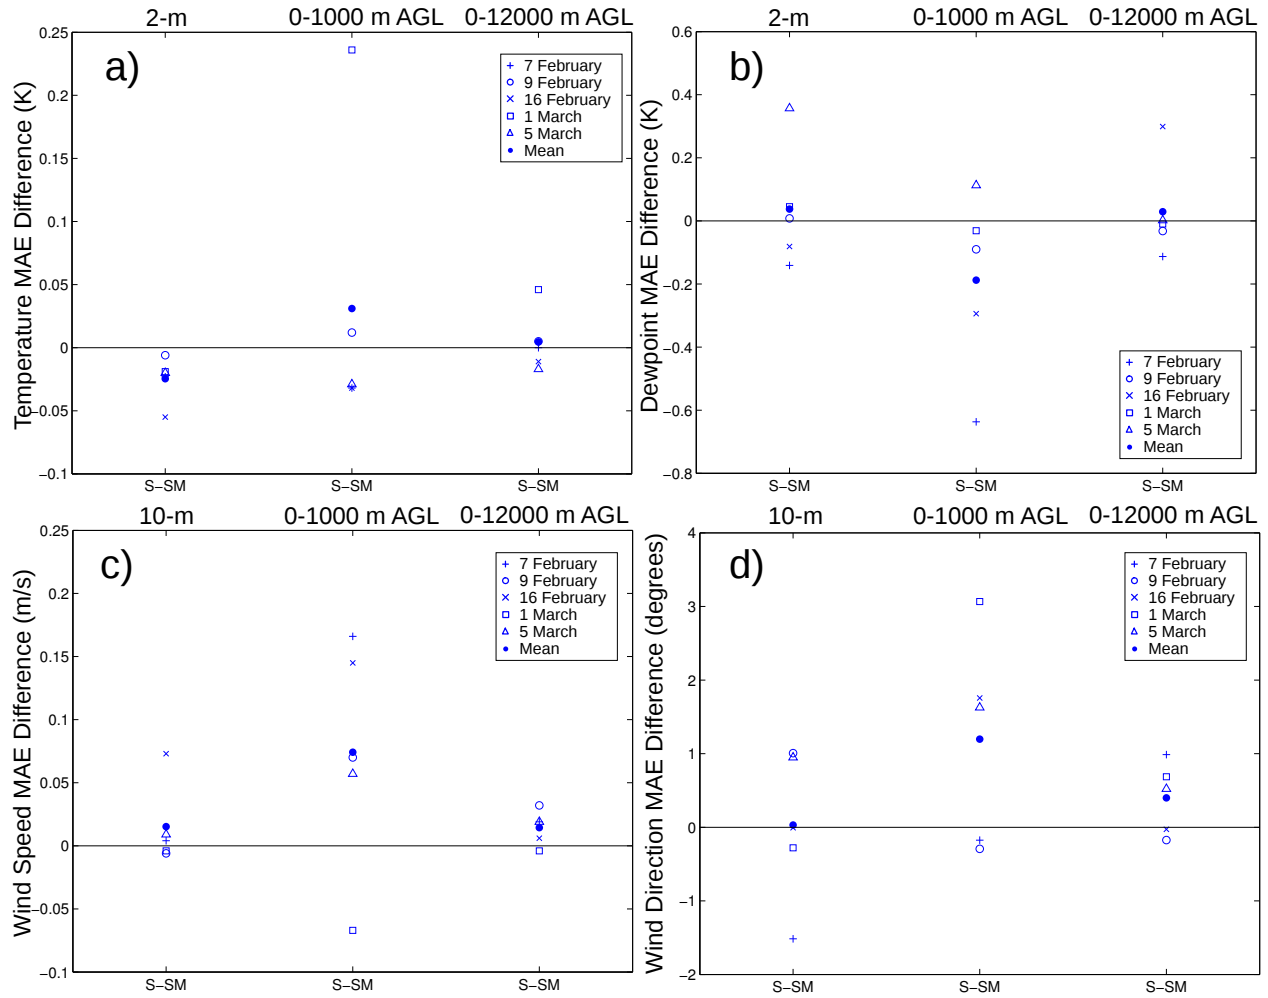 2-m 0-1000 m AGL 0-12000 m AGL
a)
Temperature MAE Difference (K)
0.25
0.2
0.15
0.1
0.05
0
−0.05
−0.1
7 February
9 February
16 February
1 March
5 March
Mean
S−SM S−SM S−SM
2-m 0-1000 m AGL 0-12000 m AGL
b)
Dewpoint MAE Difference (K)
0.6
0.4
0.2
0
−0.2
−0.4
−0.6
−0.8
7 February
9 February
16 February
1 March
5 March
Mean
S−SM S−SM S−SM
10-m 0-1000 m AGL 0-12000 m AGL
c)
Wind Speed MAE Difference (m/s)
0.25
0.2
0.15
0.1
0.05
0
−0.05
−0.1
7 February
9 February
16 February
1 March
5 March
Mean
S−SM S−SM S−SM
10-m 0-1000 m AGL 0-12000 m AGL
d)
Wind Direction MAE Difference (degrees)
4
3
2
1
0
−1
−2
7 February
9 February
16 February
1 March
5 March
Mean
S−SM S−SM S−SM